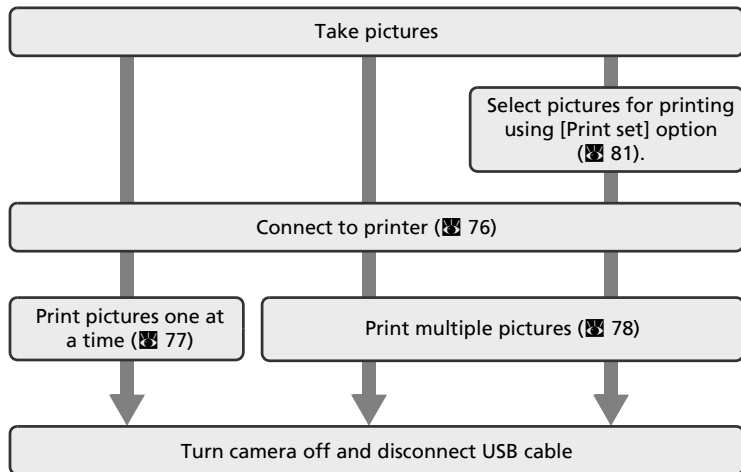 Take pictures
Select pictures for printing
using [Print set] option
( 81).
Connect to printer ( 76)
Print pictures one at
a time ( 77)
Print multiple pictures ( 78)
Turn camera off and disconnect USB cable